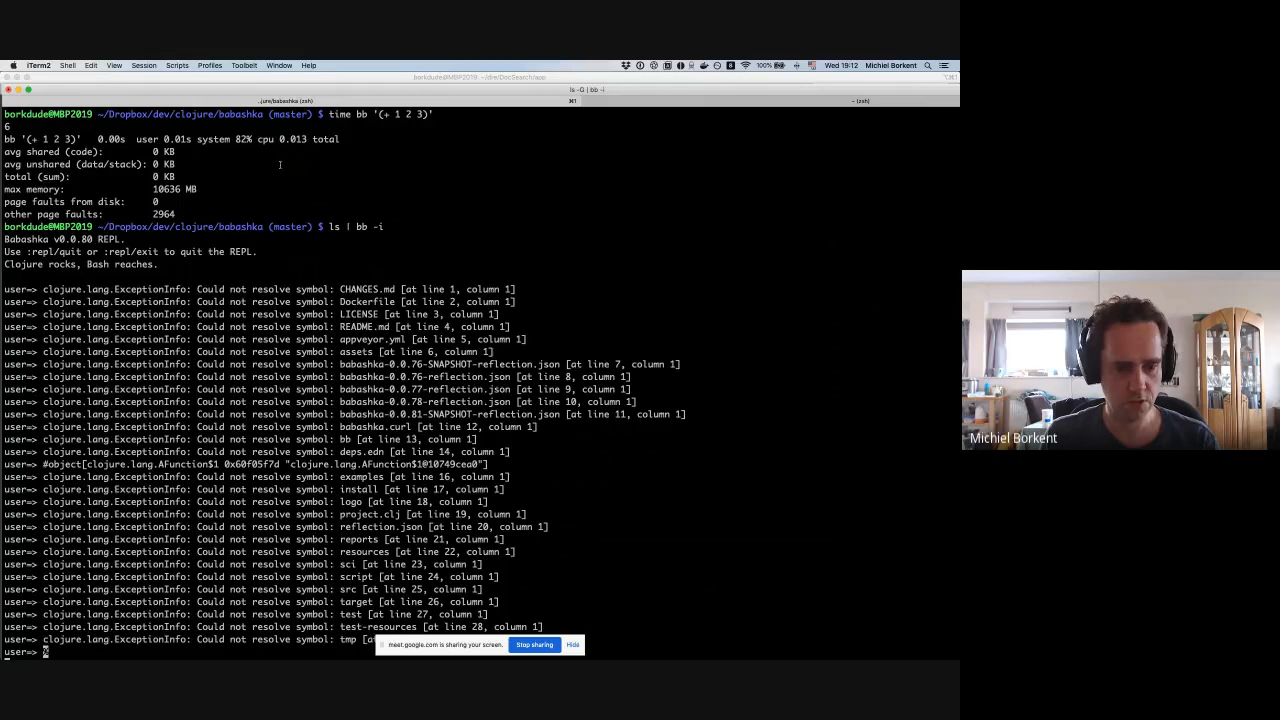 iTerm2 Shell Edit View Session Scripts Profiles Toolbelt Window Help 100% Wed 19:12 Michiel Borkent
borkdude@MBP2019 ~/dre/DocSearch/app
ls -G | bb -i
..jure/babashka (zsh) ⌘1 ~ (zsh)
borkdude@MBP2019 ~/Dropbox/dev/clojure/babashka (master) $ time bb '(+ 1 2 3)'
6
bb '(+ 1 2 3)' 0.00s user 0.01s system 82% cpu 0.013 total
avg shared (code): 0 KB
avg unshared (data/stack): 0 KB
total (sum): 0 KB
max memory: 10636 MB
page faults from disk: 0
other page faults: 2964
borkdude@MBP2019 ~/Dropbox/dev/clojure/babashka (master) $ ls | bb -i
Babashka v0.0.80 REPL.
Use :repl/quit or :repl/exit to quit the REPL.
Clojure rocks, Bash reaches.
user=> clojure.lang.ExceptionInfo: Could not resolve symbol: CHANGES.md [at line 1, column 1]
user=> clojure.lang.ExceptionInfo: Could not resolve symbol: Dockerfile [at line 2, column 1]
user=> clojure.lang.ExceptionInfo: Could not resolve symbol: LICENSE [at line 3, column 1]
user=> clojure.lang.ExceptionInfo: Could not resolve symbol: README.md [at line 4, column 1]
user=> clojure.lang.ExceptionInfo: Could not resolve symbol: appveyor.yml [at line 5, column 1]
user=> clojure.lang.ExceptionInfo: Could not resolve symbol: assets [at line 6, column 1]
user=> clojure.lang.ExceptionInfo: Could not resolve symbol: babashka-0.0.76-SNAPSHOT-reflection.json [at line 7, column 1]
user=> clojure.lang.ExceptionInfo: Could not resolve symbol: babashka-0.0.76-reflection.json [at line 8, column 1]
user=> clojure.lang.ExceptionInfo: Could not resolve symbol: babashka-0.0.77-reflection.json [at line 9, column 1]
user=> clojure.lang.ExceptionInfo: Could not resolve symbol: babashka-0.0.78-reflection.json [at line 10, column 1]
user=> clojure.lang.ExceptionInfo: Could not resolve symbol: babashka-0.0.81-SNAPSHOT-reflection.json [at line 11, column 1]
user=> clojure.lang.ExceptionInfo: Could not resolve symbol: babashka.curl [at line 12, column 1]
user=> clojure.lang.ExceptionInfo: Could not resolve symbol: bb [at line 13, column 1]
user=> clojure.lang.ExceptionInfo: Could not resolve symbol: deps.edn [at line 14, column 1]
user=> #object[clojure.lang.AFunction$1 0x60f05f7d "clojure.lang.AFunction$1@10749cea0"]
user=> clojure.lang.ExceptionInfo: Could not resolve symbol: examples [at line 16, column 1]
user=> clojure.lang.ExceptionInfo: Could not resolve symbol: install [at line 17, column 1]
user=> clojure.lang.ExceptionInfo: Could not resolve symbol: logo [at line 18, column 1]
user=> clojure.lang.ExceptionInfo: Could not resolve symbol: project.clj [at line 19, column 1]
user=> clojure.lang.ExceptionInfo: Could not resolve symbol: reflection.json [at line 20, column 1]
user=> clojure.lang.ExceptionInfo: Could not resolve symbol: reports [at line 21, column 1]
user=> clojure.lang.ExceptionInfo: Could not resolve symbol: resources [at line 22, column 1]
user=> clojure.lang.ExceptionInfo: Could not resolve symbol: sci [at line 23, column 1]
user=> clojure.lang.ExceptionInfo: Could not resolve symbol: script [at line 24, column 1]
user=> clojure.lang.ExceptionInfo: Could not resolve symbol: src [at line 25, column 1]
user=> clojure.lang.ExceptionInfo: Could not resolve symbol: target [at line 26, column 1]
user=> clojure.lang.ExceptionInfo: Could not resolve symbol: test [at line 27, column 1]
user=> clojure.lang.ExceptionInfo: Could not resolve symbol: test-resources [at line 28, column 1]
user=> clojure.lang.ExceptionInfo: Could not resolve symbol: tmp [a
user=>
meet.google.com is sharing your screen. Stop sharing Hide
Michiel Borkent